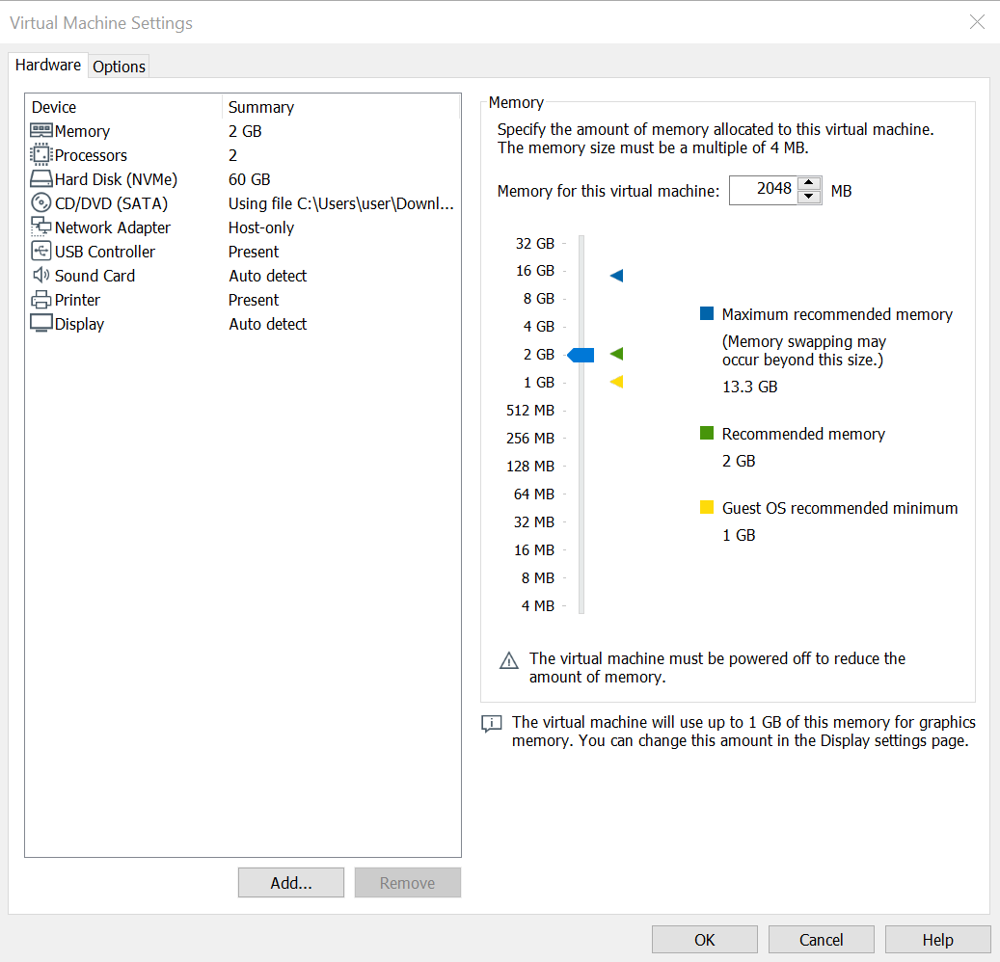 Virtual Machine Settings
Hardware Options
Device Summary
Memory 2 GB
Processors 2
Hard Disk (NVMe) 60 GB
CD/DVD (SATA) Using file C:\Users\user\Downl...
Network Adapter Host-only
USB Controller Present
Sound Card Auto detect
Printer Present
Display Auto detect
Add... Remove
Memory
Specify the amount of memory allocated to this virtual machine.
The memory size must be a multiple of 4 MB.
Memory for this virtual machine: 2048 MB
32 GB
16 GB
8 GB
4 GB
2 GB
1 GB
512 MB
256 MB
128 MB
64 MB
32 MB
16 MB
8 MB
4 MB
Maximum recommended memory
(Memory swapping may
occur beyond this size.)
13.3 GB
Recommended memory
2 GB
Guest OS recommended minimum
1 GB
The virtual machine must be powered off to reduce the
amount of memory.
The virtual machine will use up to 1 GB of this memory for graphics
memory. You can change this amount in the Display settings page.
OK Cancel Help